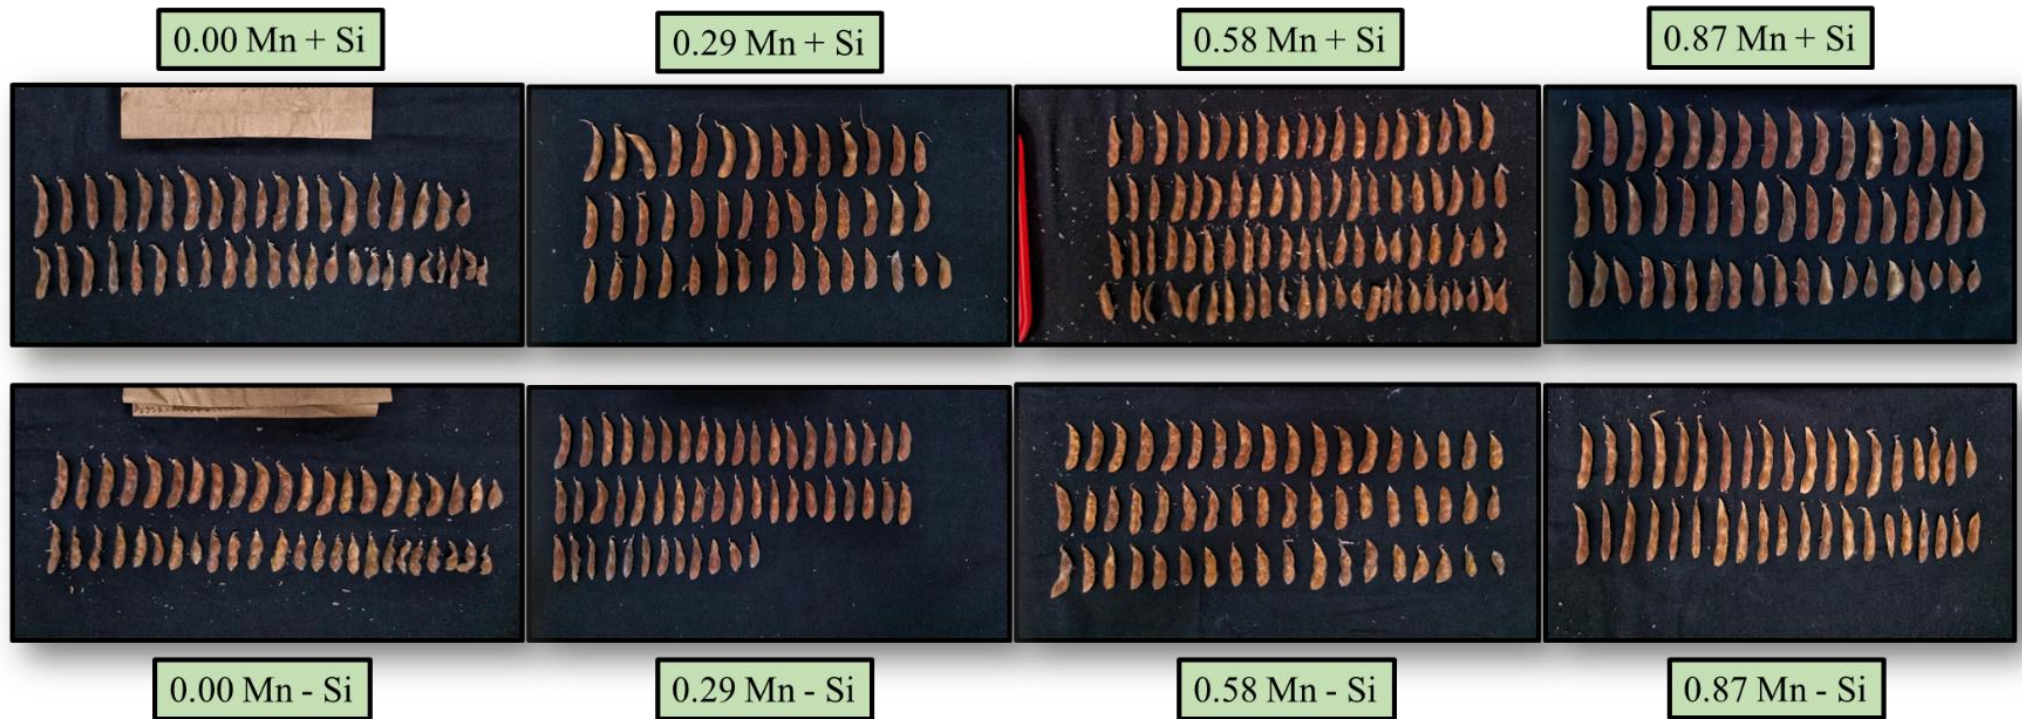 0.00 Mn + Si
0.29 Mn + Si
0.58 Mn + Si
0.87 Mn + Si
0.00 Mn - Si
0.29 Mn - Si
0.58 Mn - Si
0.87 Mn - Si